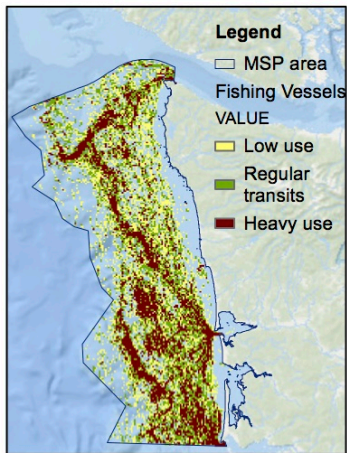 Legend
MSP area
Fishing Vessels
VALUE
Low use
Regular
transits
Heavy use